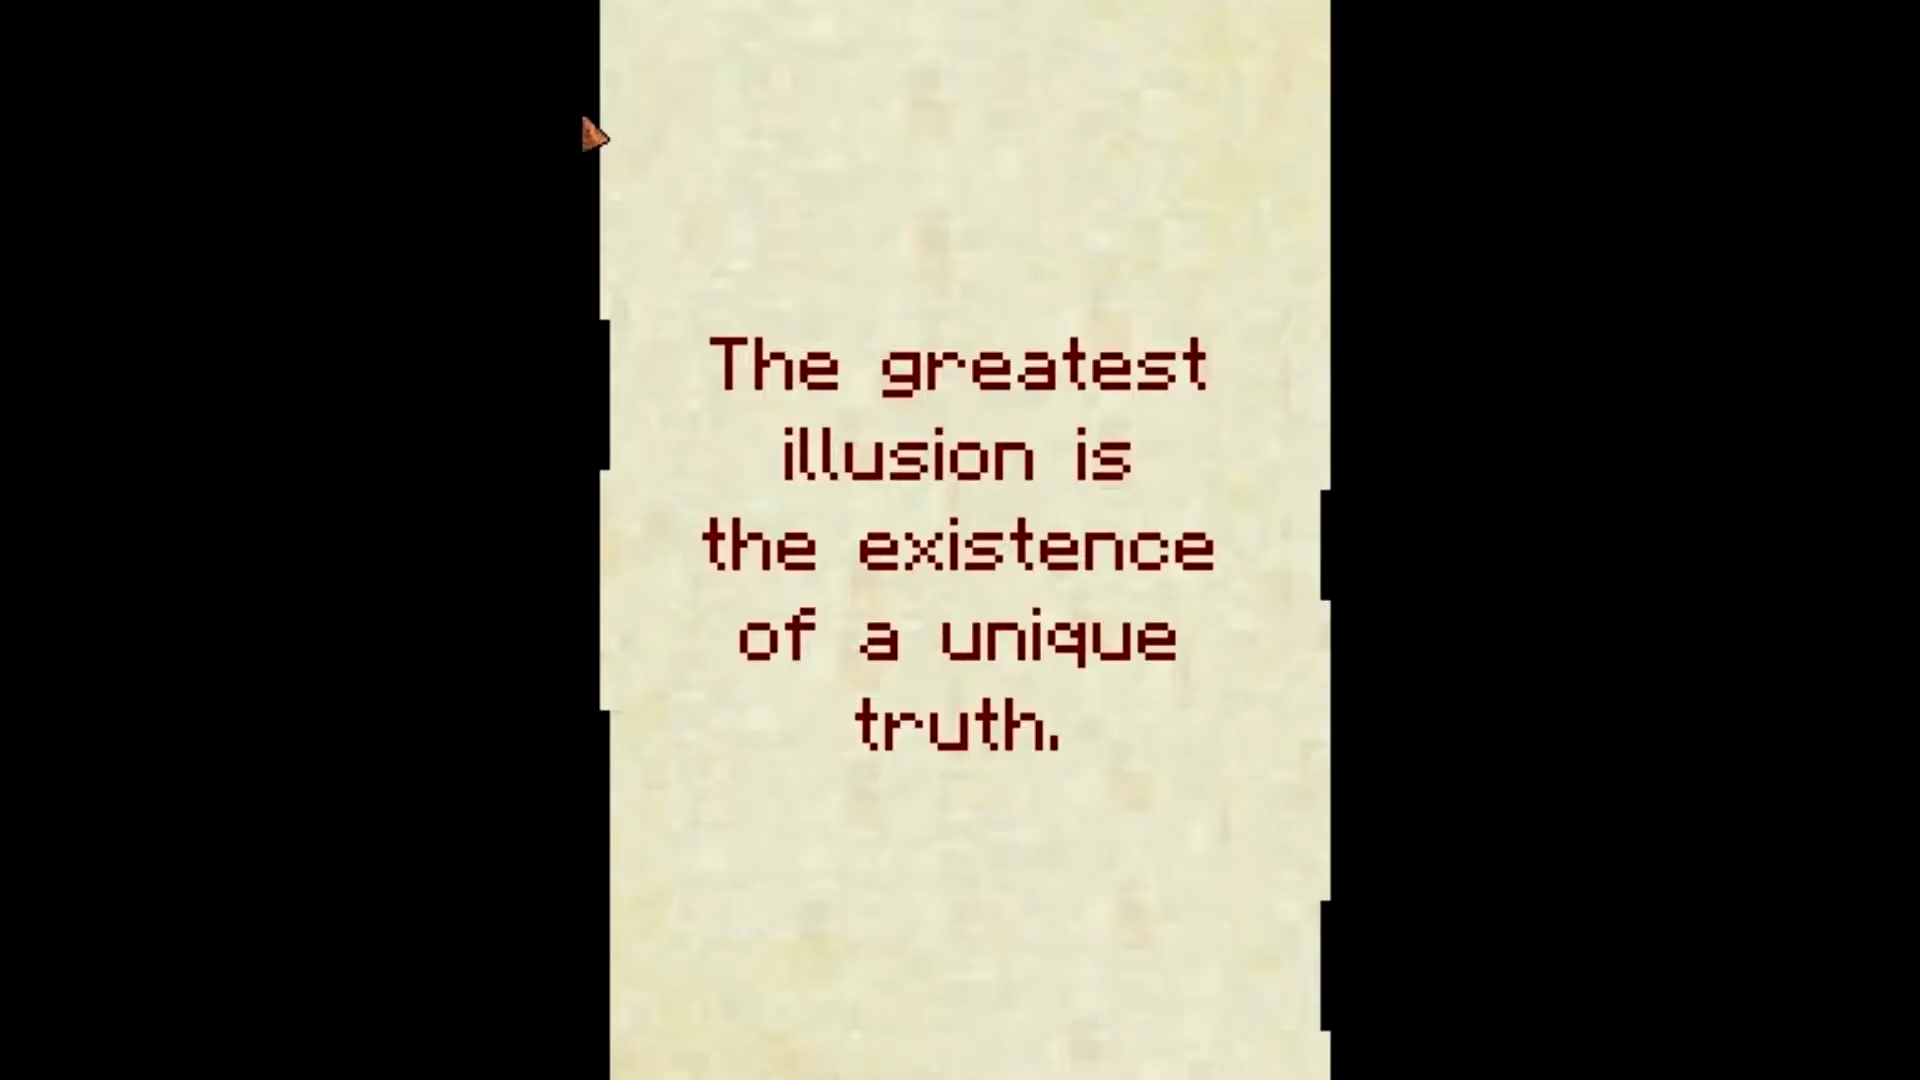 The greatest
illusion is
the existence
of a unique
truth.